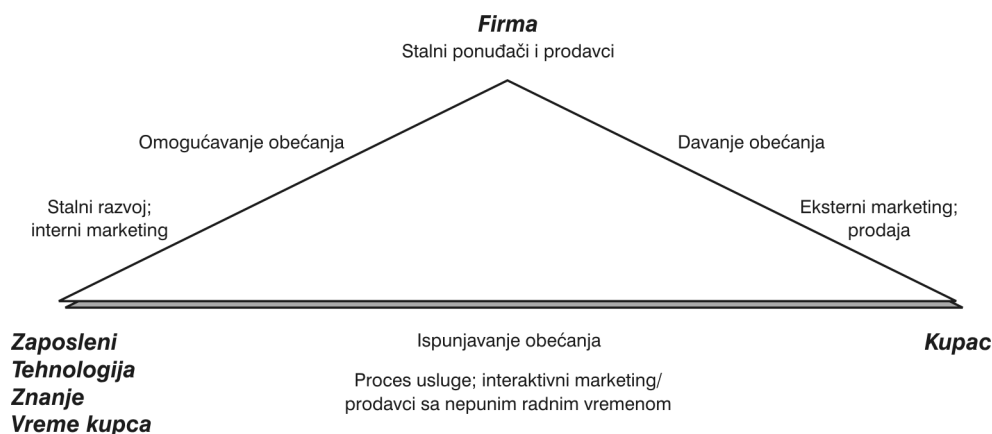 Firma
Stalni ponuđači i prodavci
Omogućavanje obećanja
Davanje obećanja
Stalni razvoj;
interni marketing
Eksterni marketing;
prodaja
Zaposleni
Tehnologija
Znanje
Vreme kupca
Ispunjavanje obećanja
Proces usluge; interaktivni marketing/
prodavci sa nepunim radnim vremenom
Kupac